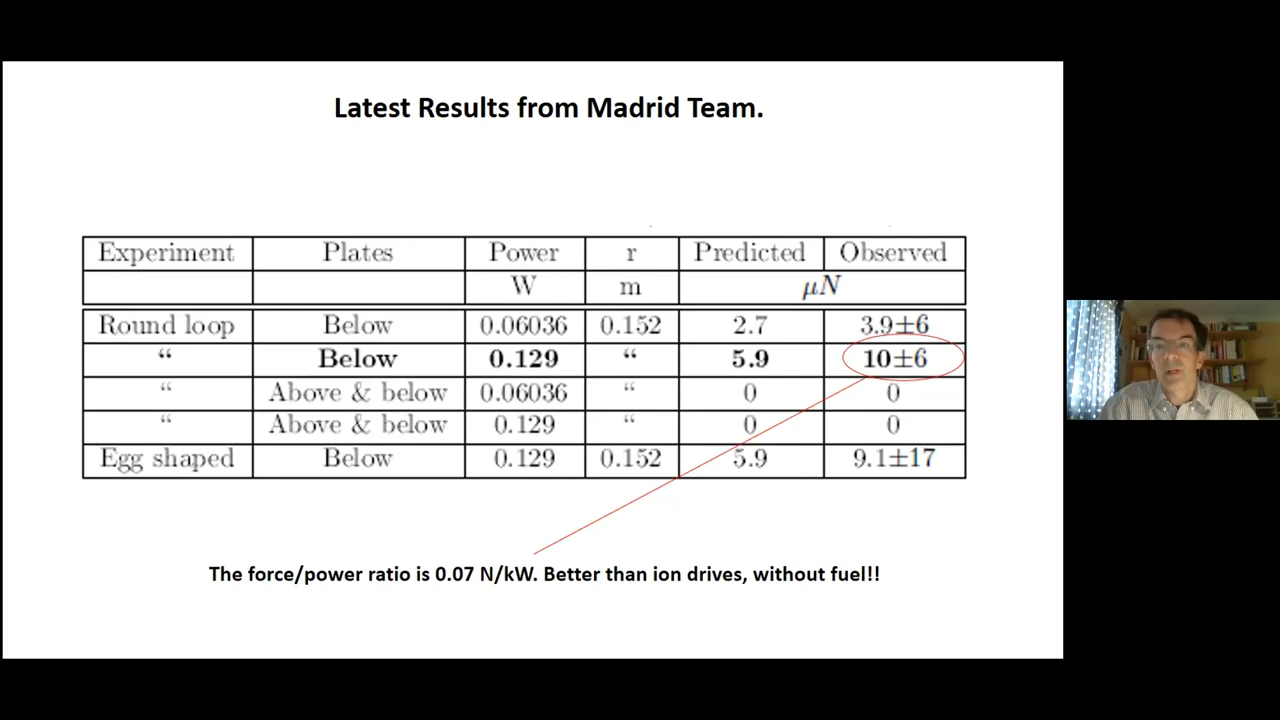 Latest Results from Madrid Team.
Experiment Plates Power r Predicted Observed
W m μN
Round loop Below 0.06036 0.152 2.7 3.9±6
“ Below 0.129 “ 5.9 10±6
“ Above & below 0.06036 “ 0 0
“ Above & below 0.129 “ 0 0
Egg shaped Below 0.129 0.152 5.9 9.1±17
The force/power ratio is 0.07 N/kW. Better than ion drives, without fuel!!